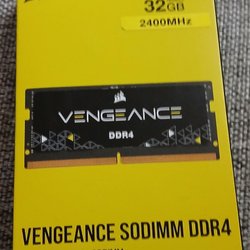 32GB
2400MHz
VENGEANCE
DDR4
VENGEANCE SODIMM DDR4